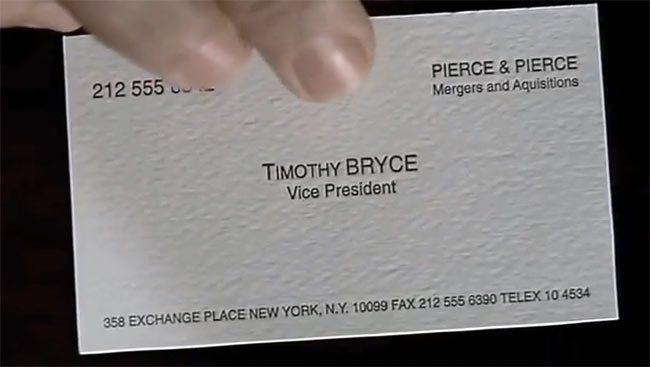 212 555
PIERCE & PIERCE
Mergers and Aquisitions
TIMOTHY BRYCE
Vice President
358 EXCHANGE PLACE NEW YORK, N.Y. 10099 FAX 212 555 6390 TELEX 10 4534